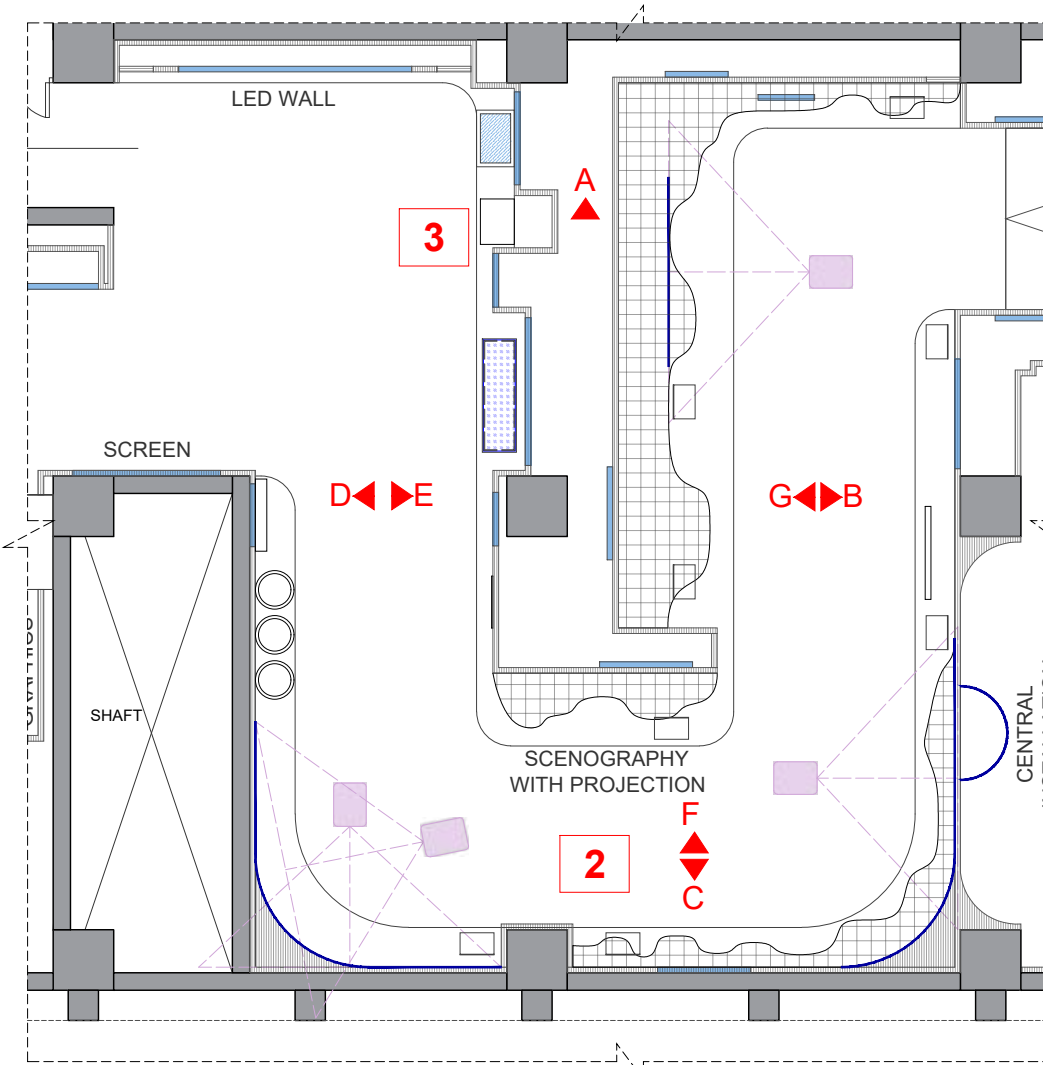 LED WALL
A
3
SCREEN
D E
G B
SHAFT
SCENOGRAPHY
WITH PROJECTION
CENTRAL
F
2
C